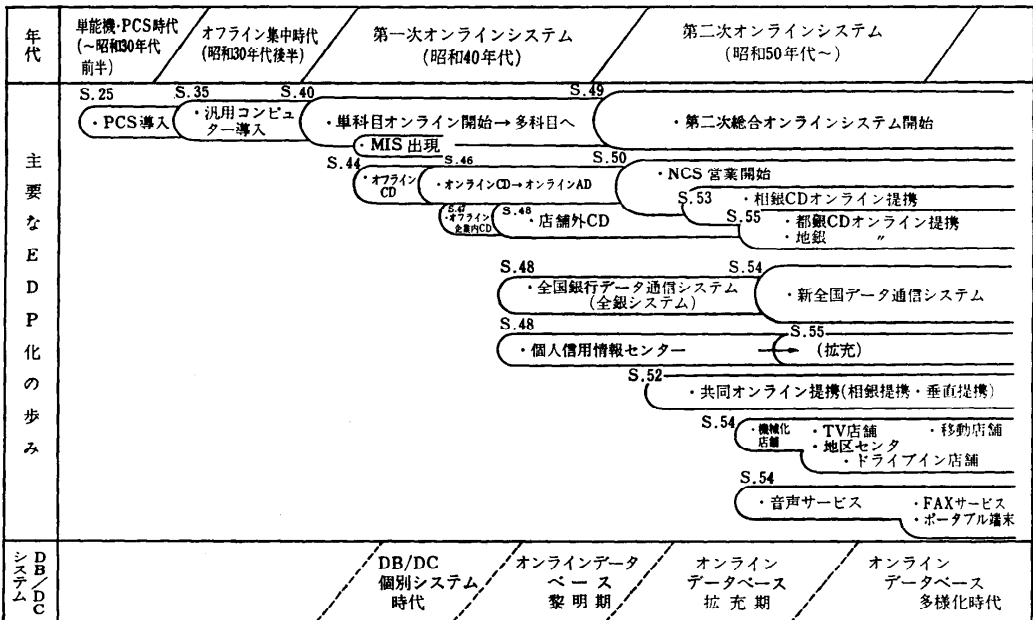 年代
単能機・PCS時代
(～昭和30年代
前半)
オフライン集中時代
(昭和30年代後半)
第一次オンラインシステム
(昭和40年代)
第二次オンラインシステム
(昭和50年代～)
主要なEDP化の歩み
S.25
・PCS導入
S.35
・汎用コンピュ
ター導入
S.40
・単科目オンライン開始→多科目へ
・MIS出現
S.49
・第二次総合オンラインシステム開始
S.44
・オフライン
CD
S.46
・オンラインCD→オンラインAD
S.50
・NCS営業開始
S.53
・相銀CDオンライン提携
S.47
・オフライン
企業内CD
S.48
・店舗外CD
S.55
・都銀CDオンライン提携
・地銀 〃
S.48
・全国銀行データ通信システム
(全銀システム)
S.54
・新全国データ通信システム
S.48
・個人信用情報センター →
S.55
(拡充)
S.52
・共同オンライン提携(相銀提携・垂直提携)
S.54
・機械化
店舗
・TV店舗
・移動店舗
・地区センタ
・ドライブイン店舗
S.54
・音声サービス
・FAXサービス
・ポータブル端末
DB/DC
システム
DB/DC
個別システム
時代
オンラインデータ
ベース
黎明期
オンライン
データベース
拡充期
オンライン
データベース
多様化時代